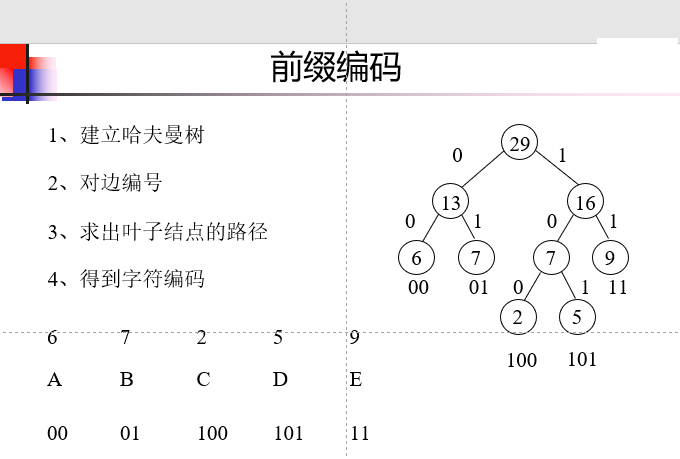 前缀编码
1、建立哈夫曼树
2、对边编号
3、求出叶子结点的路径
4、得到字符编码
29
0 1
13 16
0 1 0 1
6 7 7 9
00 01 0 1 11
2 5
100 101
6 7 2 5 9
A B C D E
00 01 100 101 11